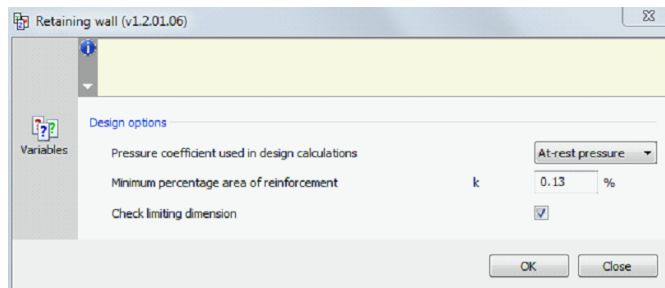 Retaining wall (v1.2.01.06)
Variables
Design options
Pressure coefficient used in design calculations At-rest pressure
Minimum percentage area of reinforcement k 0.13 %
Check limiting dimension
OK Close